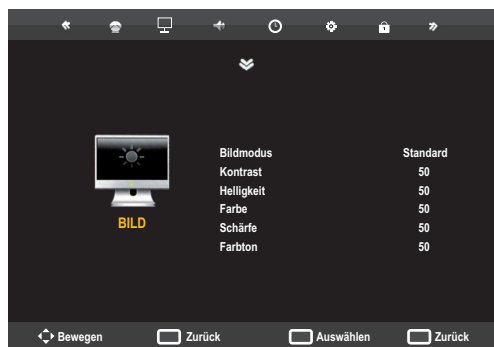 Bildmodus Standard
Kontrast 50
Helligkeit 50
Farbe 50
Schärfe 50
Farbton 50
BILD
Bewegen Zurück Auswählen Zurück